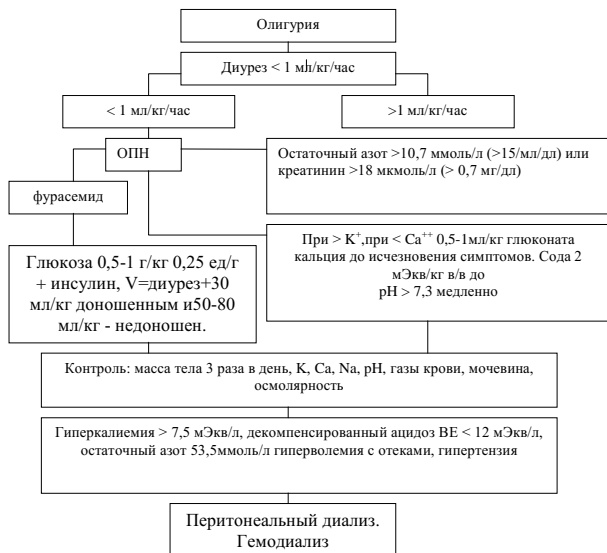 Олигурия
Диурез < 1 мл/кг/час
< 1 мл/кг/час
>1 мл/кг/час
ОПН
Остаточный азот >10,7 ммоль/л (>15/мл/дл) или
креатинин >18 мкмоль/л (> 0,7 мг/дл)
фурасемид
При > K⁺,при < Ca⁺⁺ 0,5-1мл/кг глюконата
кальция до исчезновения симптомов. Сода 2
мЭкв/кг в/в до
pH > 7,3 медленно
Глюкоза 0,5-1 г/кг 0,25 ед/г
+ инсулин, V=диурез+30
мл/кг доношенным и50-80
мл/кг - недоношен.
Контроль: масса тела 3 раза в день, K, Ca, Na, pH, газы крови, мочевина,
осмолярность
Гиперкалиемия > 7,5 мЭкв/л, декомпенсированный ацидоз BE < 12 мЭкв/л,
остаточный азот 53,5ммоль/л гиперволемия с отеками, гипертензия
Перитонеальный диализ.
Гемодиализ